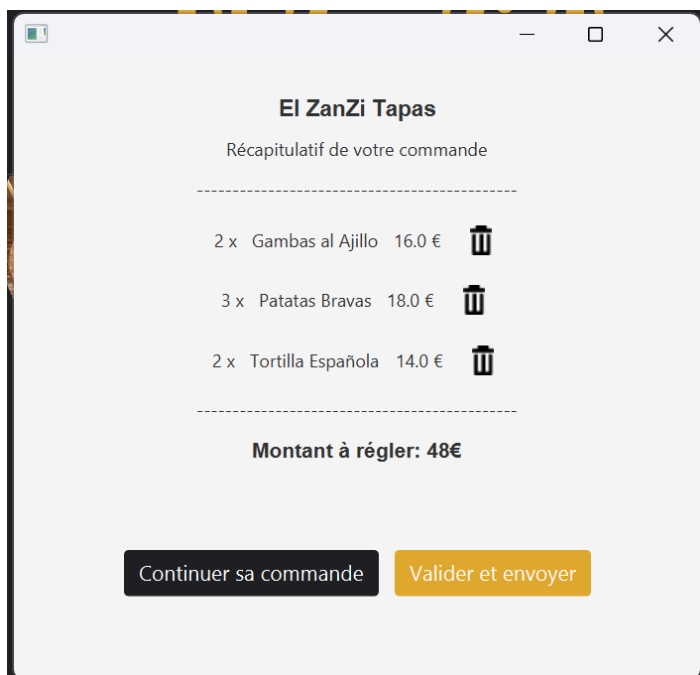 El ZanZi Tapas
Récapitulatif de votre commande
----------------------------------------------
2 x Gambas al Ajillo 16.0 €
3 x Patatas Bravas 18.0 €
2 x Tortilla Española 14.0 €
----------------------------------------------
Montant à régler: 48€
Continuer sa commande Valider et envoyer